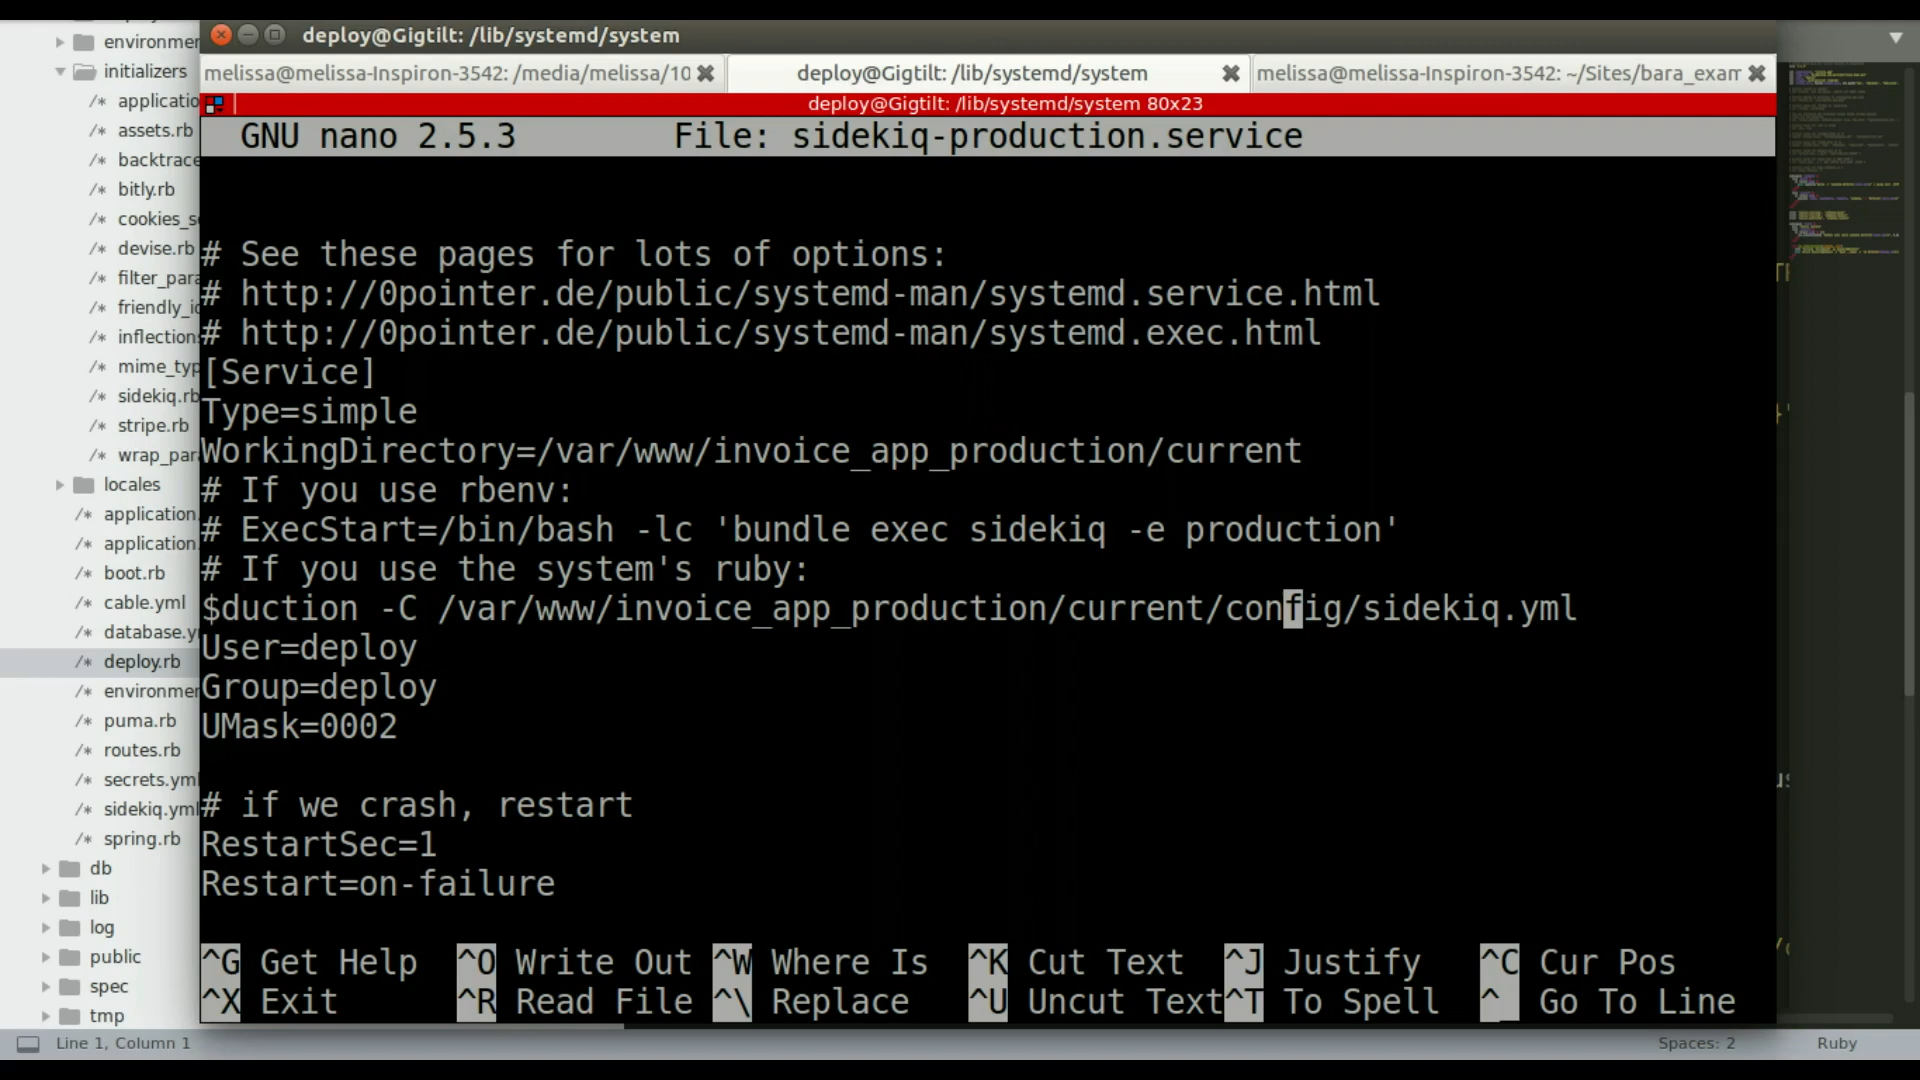 deploy@Gigtilt: /lib/systemd/system
melissa@melissa-Inspiron-3542: /media/melissa/10
deploy@Gigtilt: /lib/systemd/system
melissa@melissa-Inspiron-3542: ~/Sites/bara_exam
deploy@Gigtilt: /lib/systemd/system 80x23
GNU nano 2.5.3 File: sidekiq-production.service
# See these pages for lots of options:
# http://0pointer.de/public/systemd-man/systemd.service.html
# http://0pointer.de/public/systemd-man/systemd.exec.html
[Service]
Type=simple
WorkingDirectory=/var/www/invoice_app_production/current
# If you use rbenv:
# ExecStart=/bin/bash -lc 'bundle exec sidekiq -e production'
# If you use the system's ruby:
$duction -C /var/www/invoice_app_production/current/config/sidekiq.yml
User=deploy
Group=deploy
UMask=0002
# if we crash, restart
RestartSec=1
Restart=on-failure
^G Get Help ^O Write Out ^W Where Is ^K Cut Text ^J Justify ^C Cur Pos
^X Exit ^R Read File ^\ Replace ^U Uncut Text ^T To Spell ^_ Go To Line
environmen
initializers
/* applicatio
/* assets.rb
/* backtrace
/* bitly.rb
/* cookies_s
/* devise.rb
/* filter_para
/* friendly_i
/* inflection
/* mime_typ
/* sidekiq.rb
/* stripe.rb
/* wrap_par
locales
/* application.
/* application.
/* boot.rb
/* cable.yml
/* database.y
/* deploy.rb
/* environmen
/* puma.rb
/* routes.rb
/* secrets.yml
/* sidekiq.yml
/* spring.rb
db
lib
log
public
spec
tmp
Line 1, Column 1
Spaces: 2
Ruby